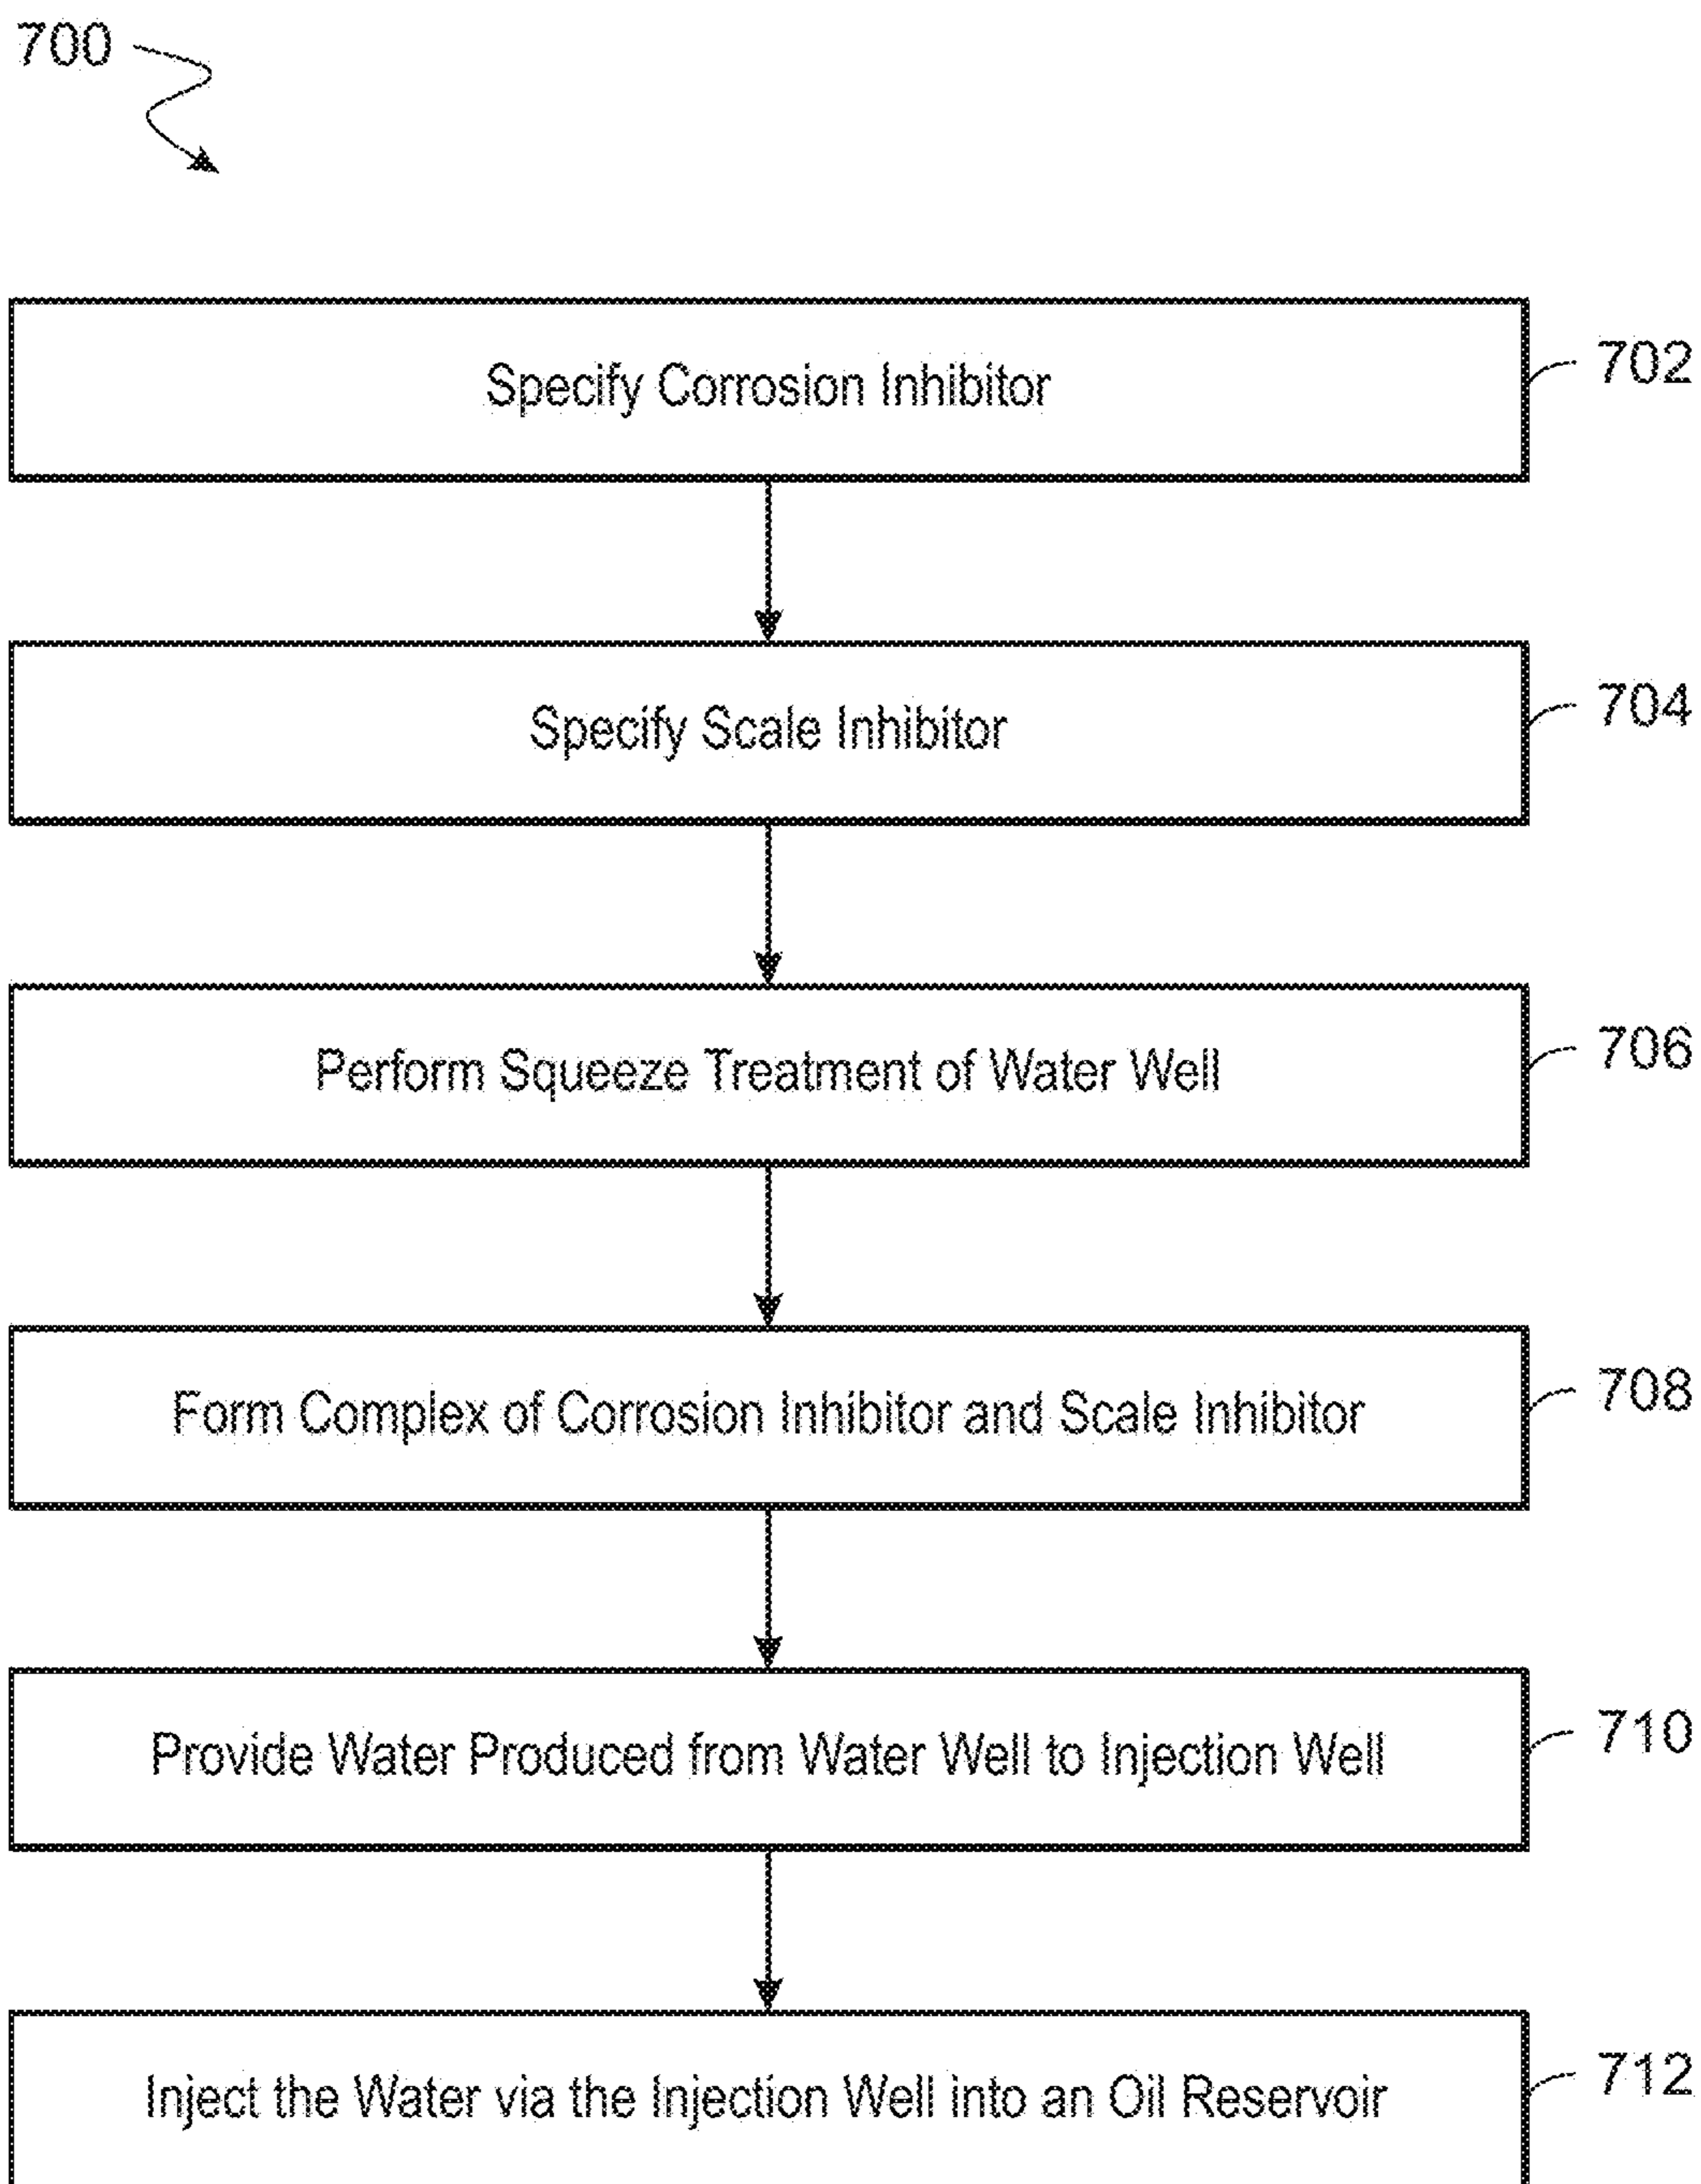 700
Specify Corrosion Inhibitor
702
Specify Scale Inhibitor
704
Perform Squeeze Treatment of Water Well
706
Form Complex of Corrosion Inhibitor and Scale Inhibitor
708
Provide Water Produced from Water Well to Injection Well
710
Inject the Water via the Injection Well into an Oil Reservoir
712